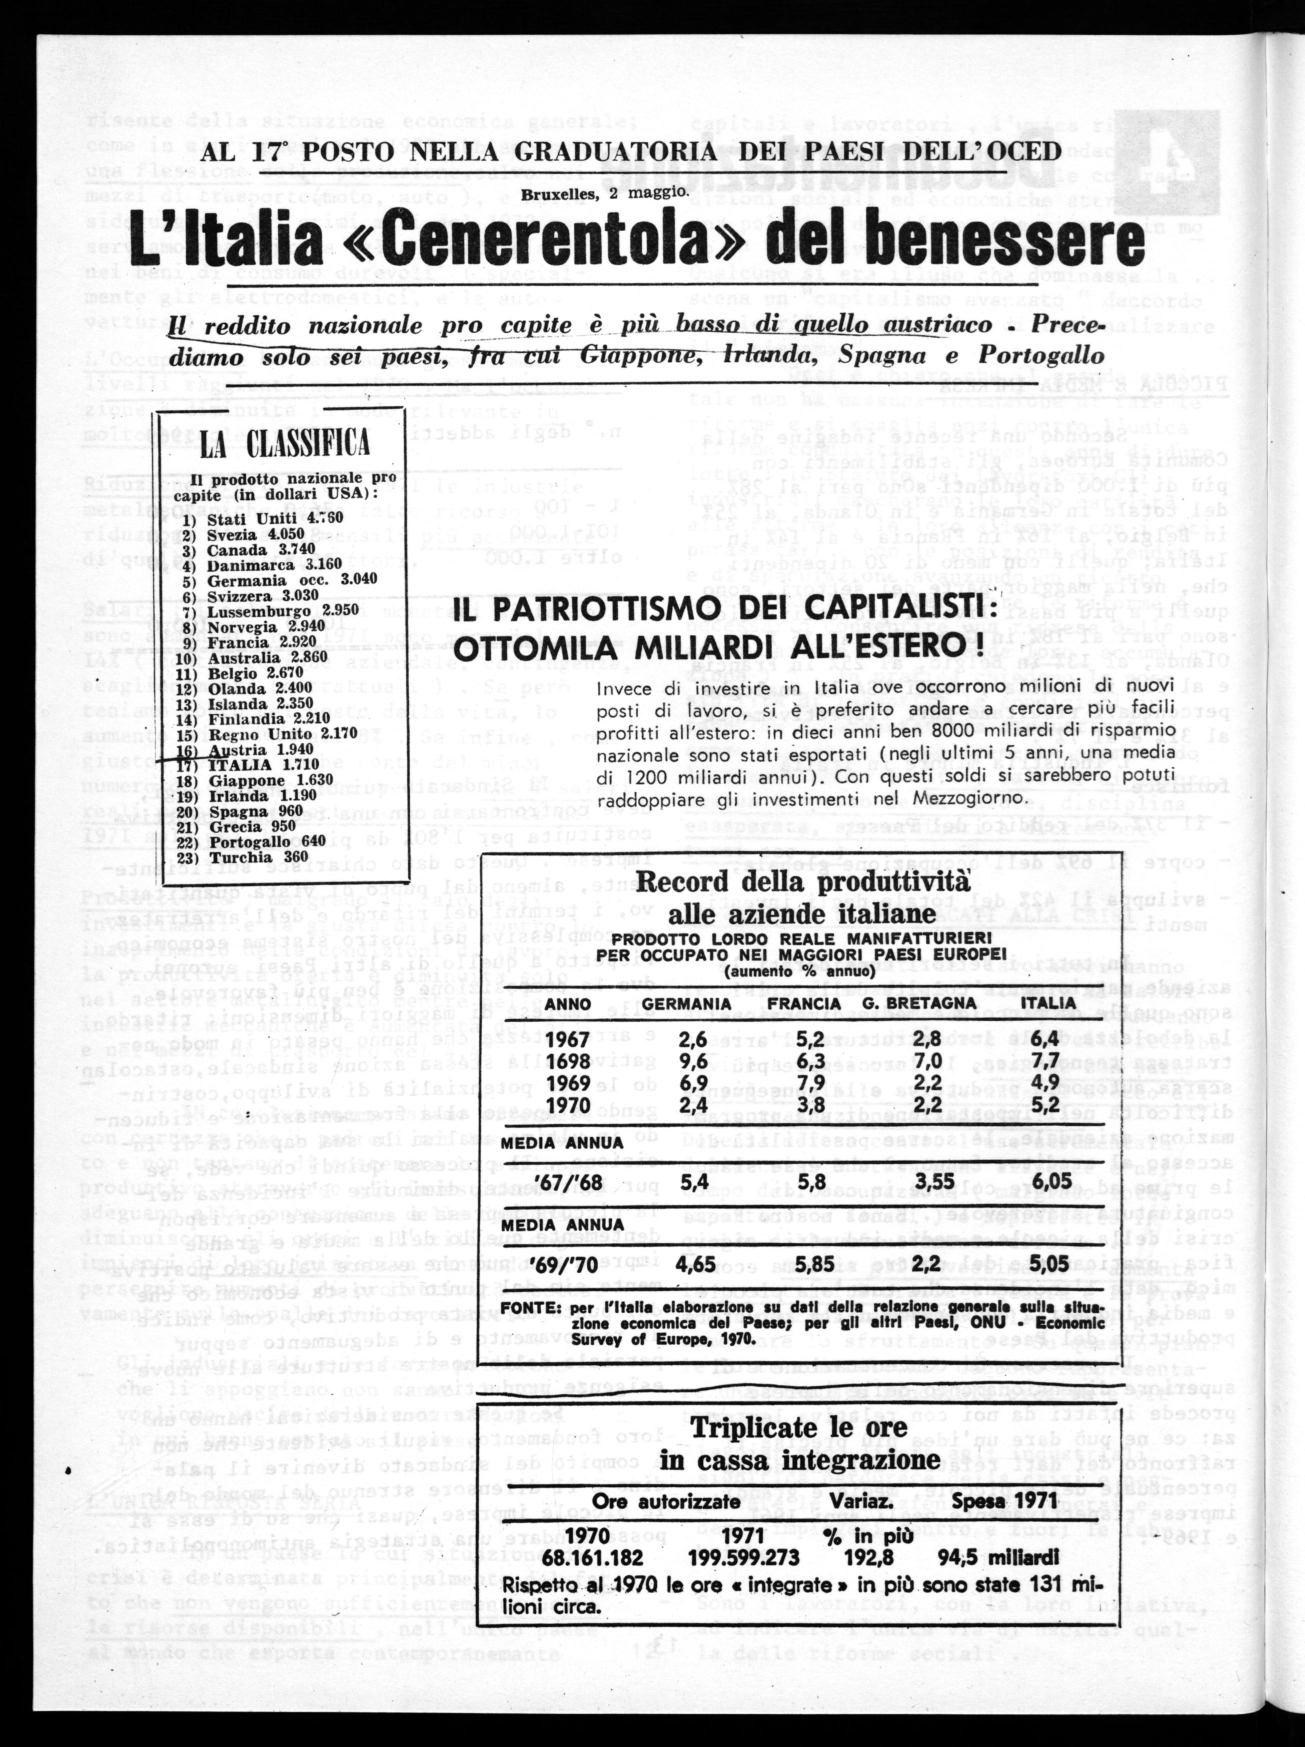 AL 17° POSTO NELLA GRADUATORIA DEI PAESI DELL'OCED
Bruxelles, 2 maggio.
L'Italia «Cenerentola» del benessere
Il reddito nazionale pro capite è più basso di quello austriaco - Prece-
diamo solo sei paesi, fra cui Giappone, Irlanda, Spagna e Portogallo
LA CLASSIFICA
Il prodotto nazionale pro
capite (in dollari USA):
1) Stati Uniti
2) Svezia 4.050
3) Canada 3.740
4) Danimarca 3.160
5) Germania occ. 3.040
6) Svizzera 3.030
7) Lussemburgo 2.950
8) Norvegia 2.940
9) Francia 2.920
10) Australia 2.860
11) Belgio 2.670
12) Olanda 2.400
13) Islanda 2.350
14) Finlandia 2.210
15) Regno Unito 2.170
16) Austria 1.940
17) ITALIA 1.710
18) Giappone 1.630
19) Irlanda 1.190
20) Spagna 960
21) Grecia 950
22) Portogallo 640
23) Turchia 360
IL PATRIOTTISMO DEI CAPITALISTI:
OTTOMILA MILIARDI ALL'ESTERO!
Invece di investire in Italia ove occorrono milioni di nuovi
posti di lavoro, si è preferito andare a cercare più facili
profitti all'estero: in dieci anni ben 8000 miliardi di risparmio
nazionale sono stati esportati (negli ultimi 5 anni, una media
di 1200 miliardi annui). Con questi soldi si sarebbero potuti
raddoppiare gli investimenti nel Mezzogiorno.
Record della produttività
alle aziende italiane
PRODOTTO LORDO REALE MANIFATTURIERI
PER OCCUPATO NEI MAGGIORI PAESI EUROPEI
(aumento % annuo)
ANNO GERMANIA FRANCIA G. BRETAGNA ITALIA
1967 2,6 5,2 2,8 6,4
1698 9,6 6,3 7,0 7,7
1969 6,9 7,9 2,2 4,9
1970 2,4 3,8 2,2 5,2
MEDIA ANNUA
'67/'68 5,4 5,8 3,55 6,05
MEDIA ANNUA
'69/'70 4,65 5,85 2,2 5,05
FONTE: per l'Italia elaborazione su dati della relazione generale sulla situa-
zione economica del Paese; per gli altri Paesi, ONU - Economic
Survey of Europe, 1970.
Triplicate le ore
in cassa integrazione
Ore autorizzate Variaz. Spesa 1971
1970 1971 % in più
68.161.182 199.599.273 192,8 94,5 miliardi
Rispetto al 1970 le ore « integrate » in più sono state 131 mi-
lioni circa.